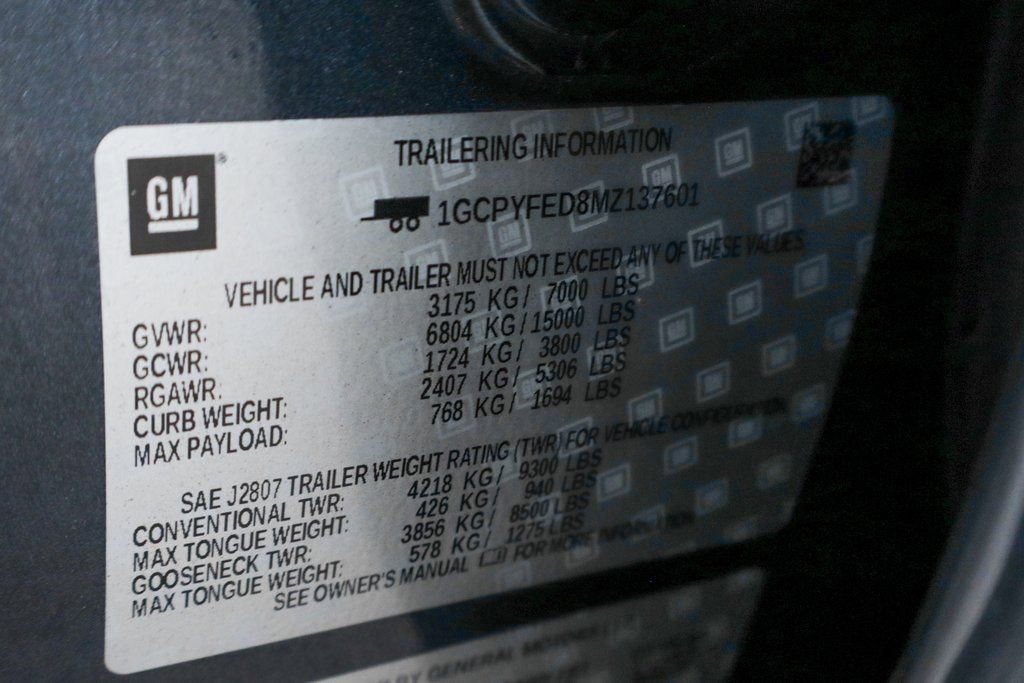 GM
TRAILERING INFORMATION
1GCPYFED8MZ137601
VEHICLE AND TRAILER MUST NOT EXCEED ANY OF THESE VALUES
GVWR: 3175 KG/ 7000 LBS
GCWR: 6804 KG/15000 LBS
RGAWR: 1724 KG/ 3800 LBS
CURB WEIGHT: 2407 KG/ 5306 LBS
MAX PAYLOAD: 768 KG/ 1694 LBS
SAE J2807 TRAILER WEIGHT RATING (TWR) FOR VEHICLE CONFIGURATION
CONVENTIONAL TWR: 4218 KG/ 9300 LBS
MAX TONGUE WEIGHT: 426 KG/ 940 LBS
GOOSENECK TWR: 3856 KG/ 8500 LBS
MAX TONGUE WEIGHT: 578 KG/ 1275 LBS
SEE OWNER'S MANUAL FOR MORE INFORMATION
BY GENERAL MOTORS